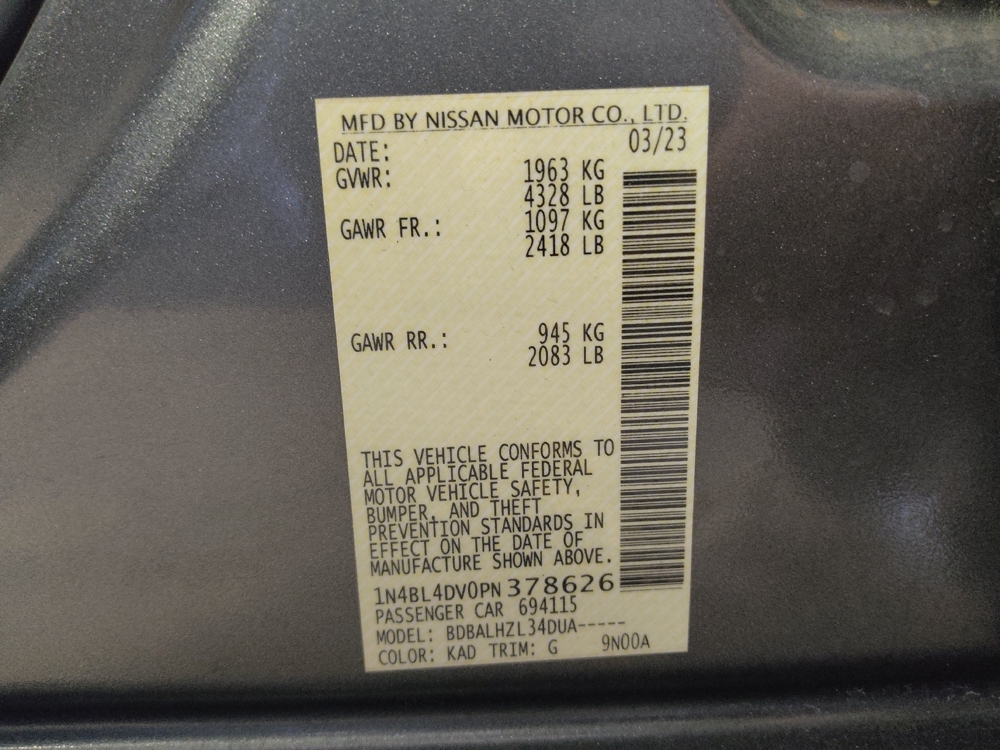 MFD BY NISSAN MOTOR CO., LTD.
DATE: 03/23
GVWR: 1963 KG
4328 LB
GAWR FR.: 1097 KG
2418 LB
GAWR RR.: 945 KG
2083 LB
THIS VEHICLE CONFORMS TO
ALL APPLICABLE FEDERAL
MOTOR VEHICLE SAFETY,
BUMPER, AND THEFT
PREVENTION STANDARDS IN
EFFECT ON THE DATE OF
MANUFACTURE SHOWN ABOVE.
1N4BL4DV0PN378626
PASSENGER CAR 694115
MODEL: BDBALHZL34DUA-----
COLOR: KAD TRIM: G 9N00A